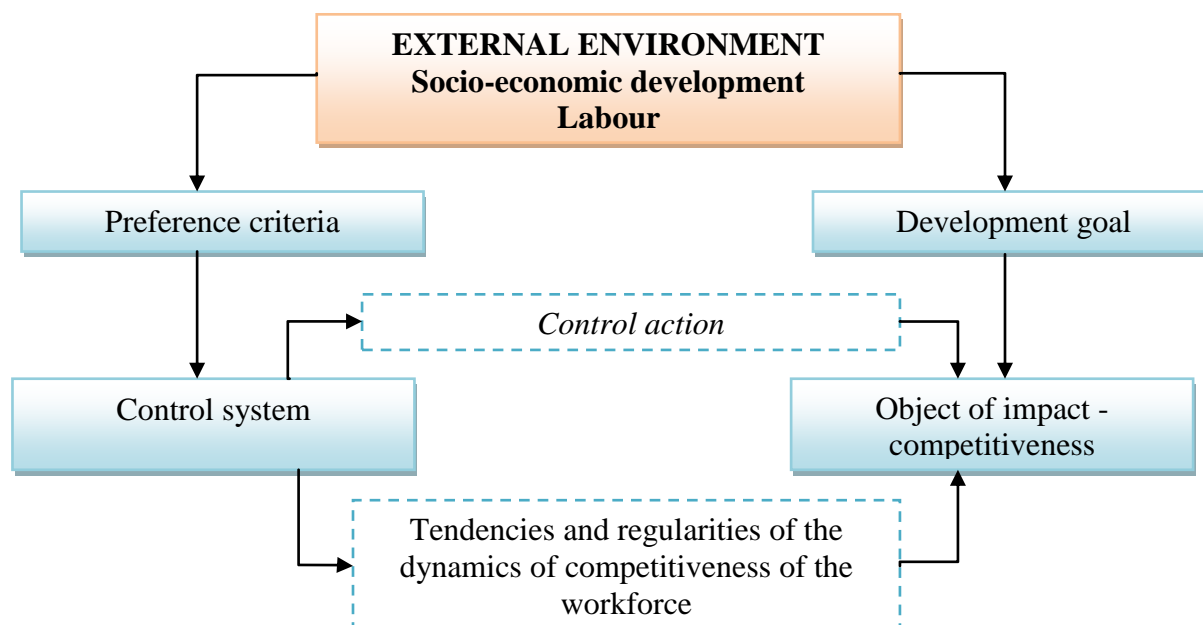 EXTERNAL ENVIRONMENT
Socio-economic development
Labour
Preference criteria
Development goal
Control action
Control system
Object of impact -
competitiveness
Tendencies and regularities of the
dynamics of competitiveness of the
workforce